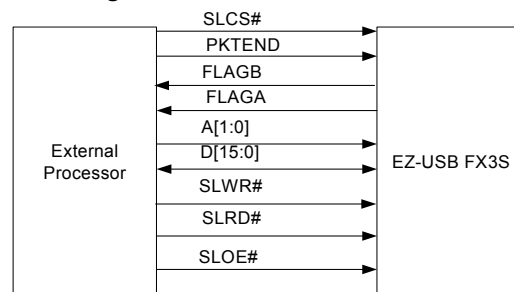 SLCS#
PKTEND
FLAGB
FLAGA
A[1:0]
D[15:0]
SLWR#
SLRD#
SLOE#
External
Processor
EZ-USB FX3S